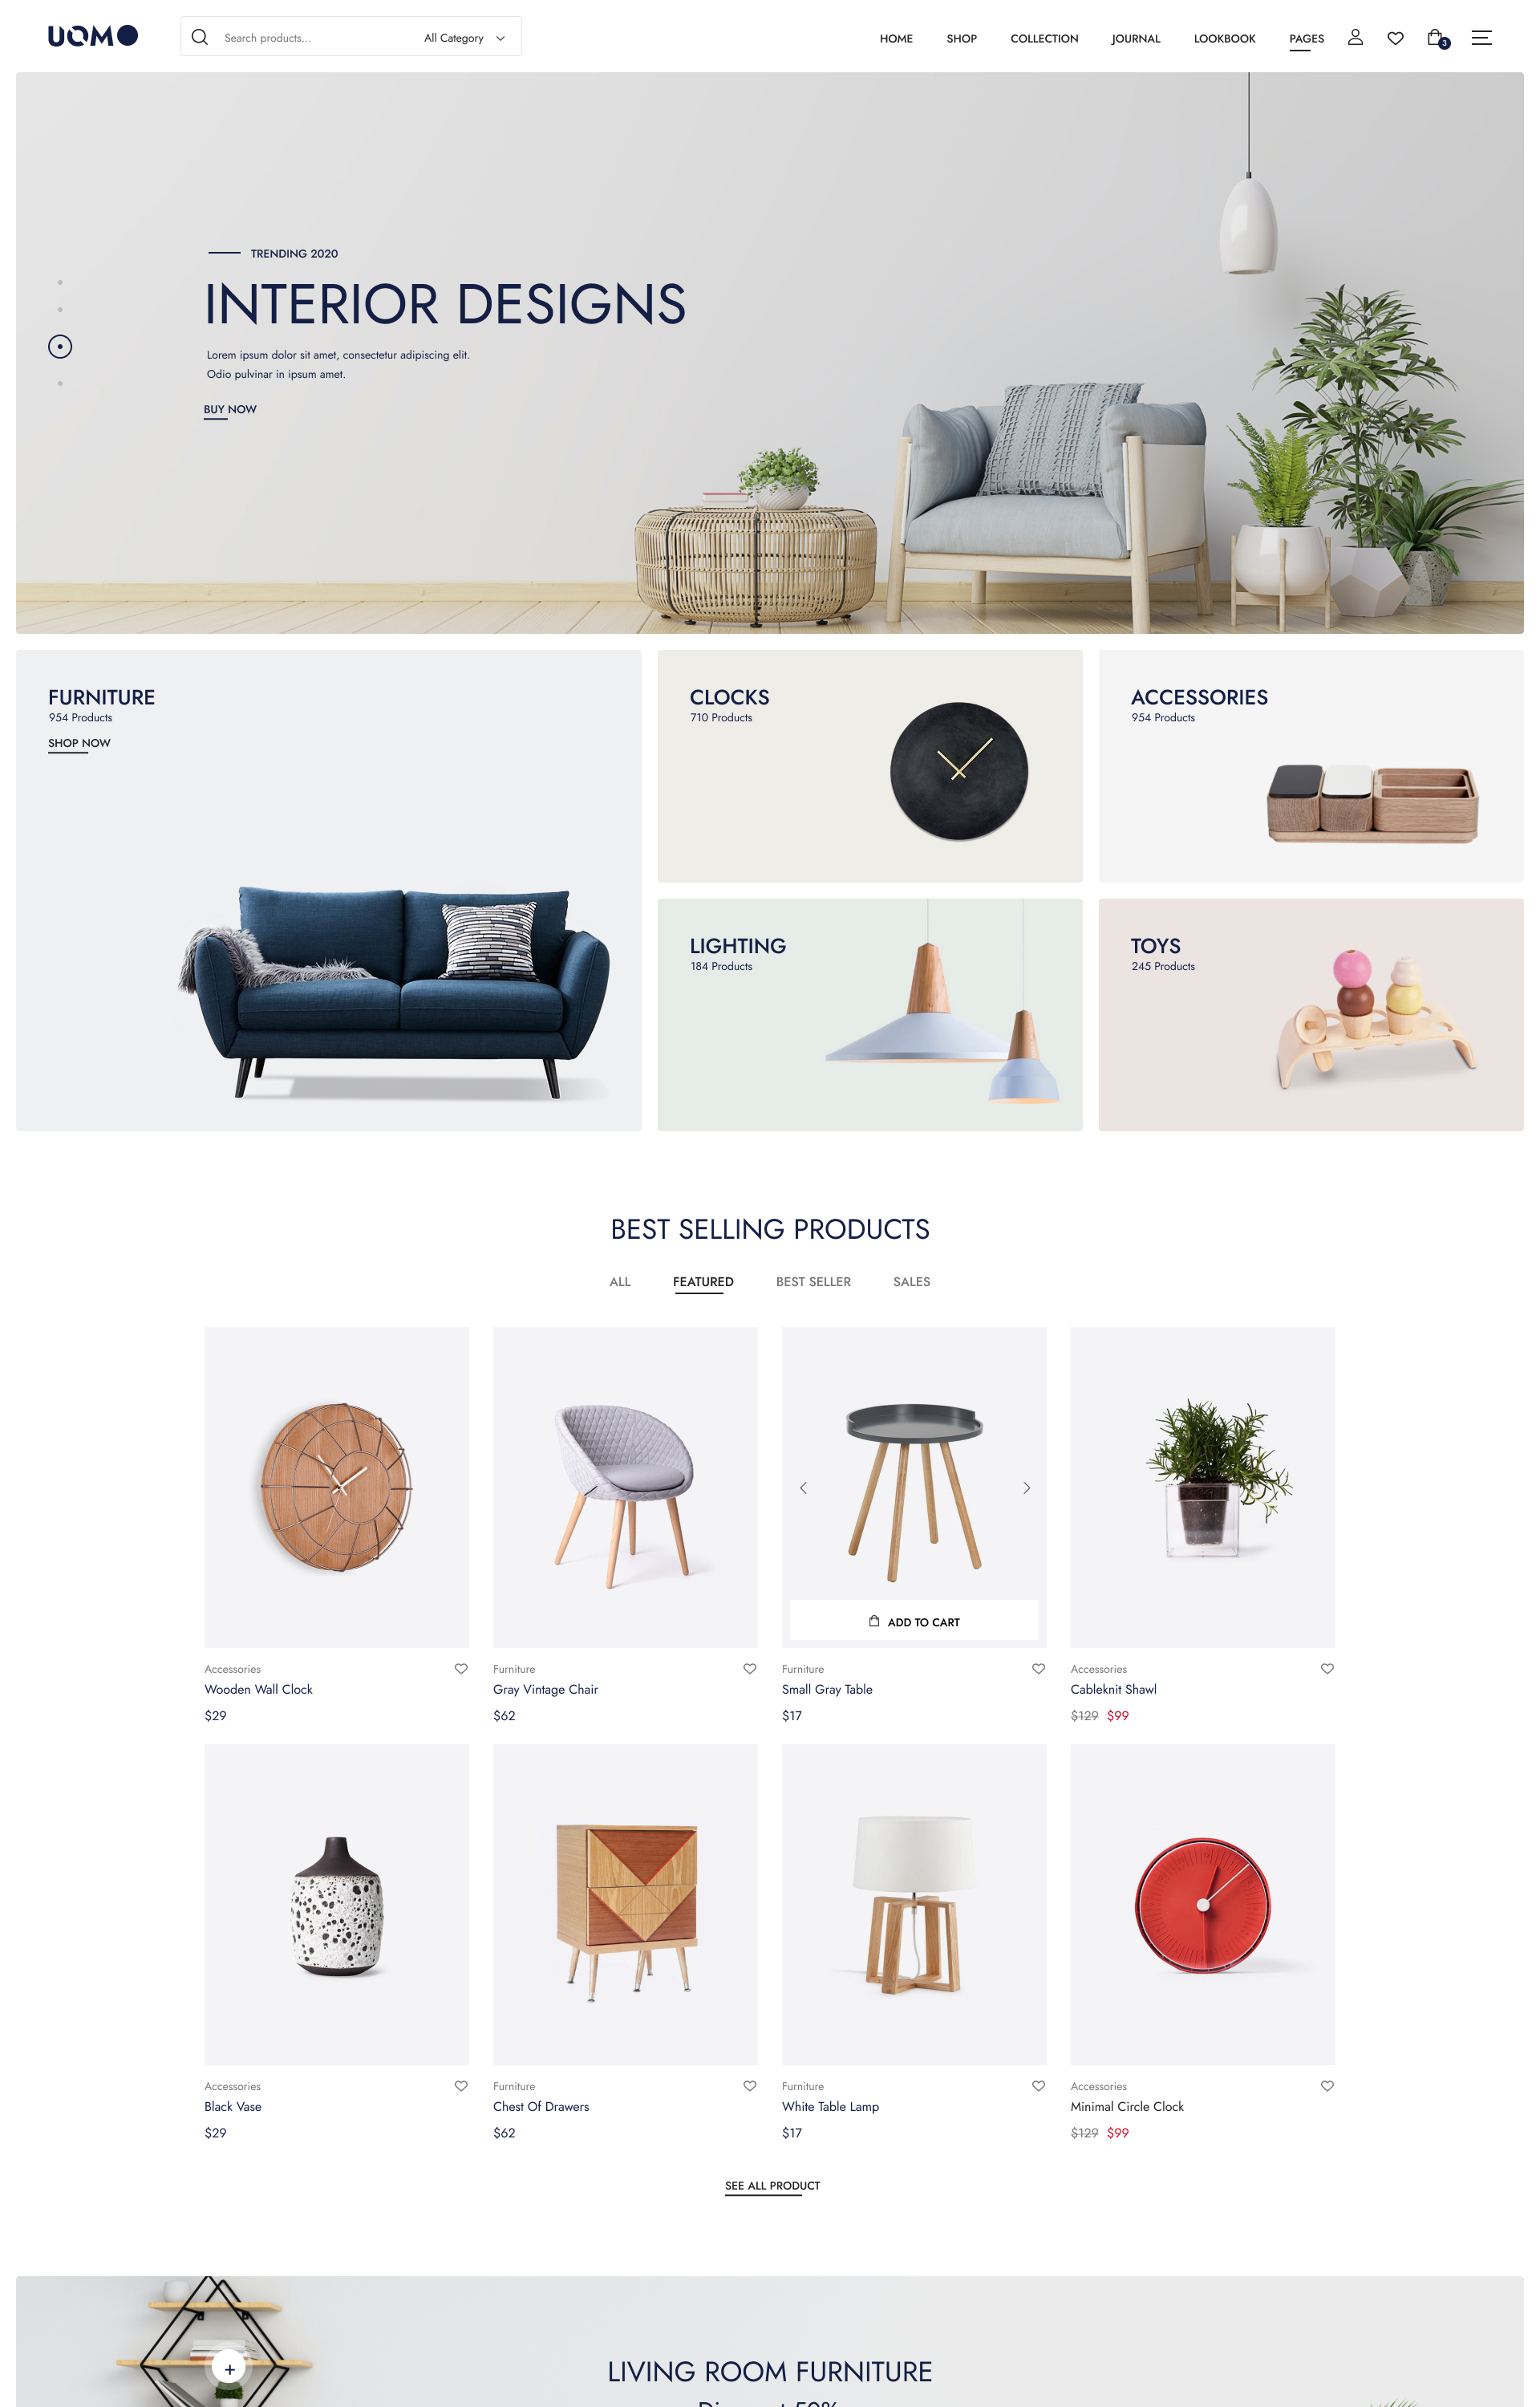 UOMO
Search products...
All Category
HOME
SHOP
COLLECTION
JOURNAL
LOOKBOOK
PAGES
3
TRENDING 2020
INTERIOR DESIGNS
Lorem ipsum dolor sit amet, consectetur adipiscing elit.
Odio pulvinar in ipsum amet.
BUY NOW
FURNITURE
954 Products
SHOP NOW
CLOCKS
710 Products
ACCESSORIES
954 Products
LIGHTING
184 Products
TOYS
245 Products
BEST SELLING PRODUCTS
ALL
FEATURED
BEST SELLER
SALES
ADD TO CART
Accessories
Wooden Wall Clock
$29
Furniture
Gray Vintage Chair
$62
Furniture
Small Gray Table
$17
Accessories
Cableknit Shawl
$129 $99
Accessories
Black Vase
$29
Furniture
Chest Of Drawers
$62
Furniture
White Table Lamp
$17
Accessories
Minimal Circle Clock
$129 $99
SEE ALL PRODUCT
LIVING ROOM FURNITURE